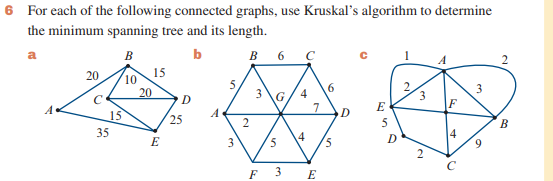 6 For each of the following connected graphs, use Kruskal's algorithm to determine
the minimum spanning tree and its length.
a b c
B
20 10 15
C 20 D
A 15 25
35
E
B 6 C
5 3 G 4 6
A 2 7 D
3 5 4 5
F 3 E
1 A 2
2 3 3
E F
5 B
D 4 9
2
C